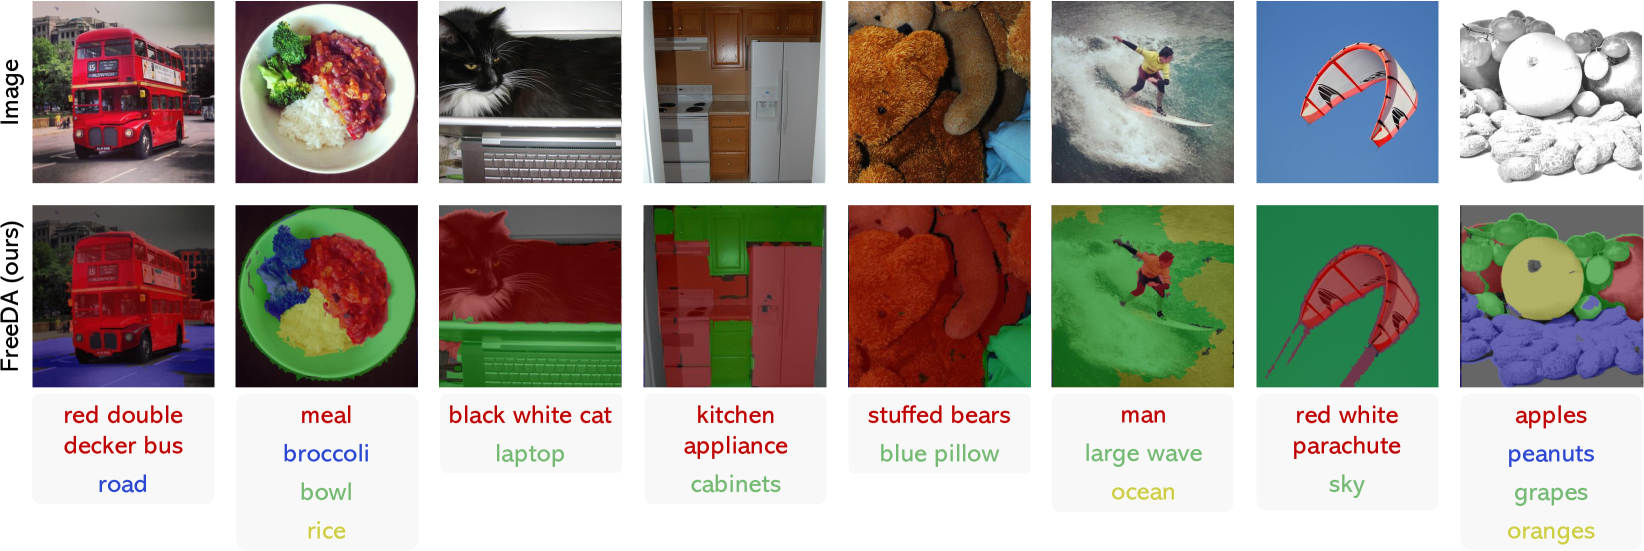 Image
FreeDA (ours)
red double
decker bus
road
meal
broccoli
bowl
rice
black white cat
laptop
kitchen
appliance
cabinets
stuffed bears
blue pillow
man
large wave
ocean
red white
parachute
sky
apples
peanuts
grapes
oranges